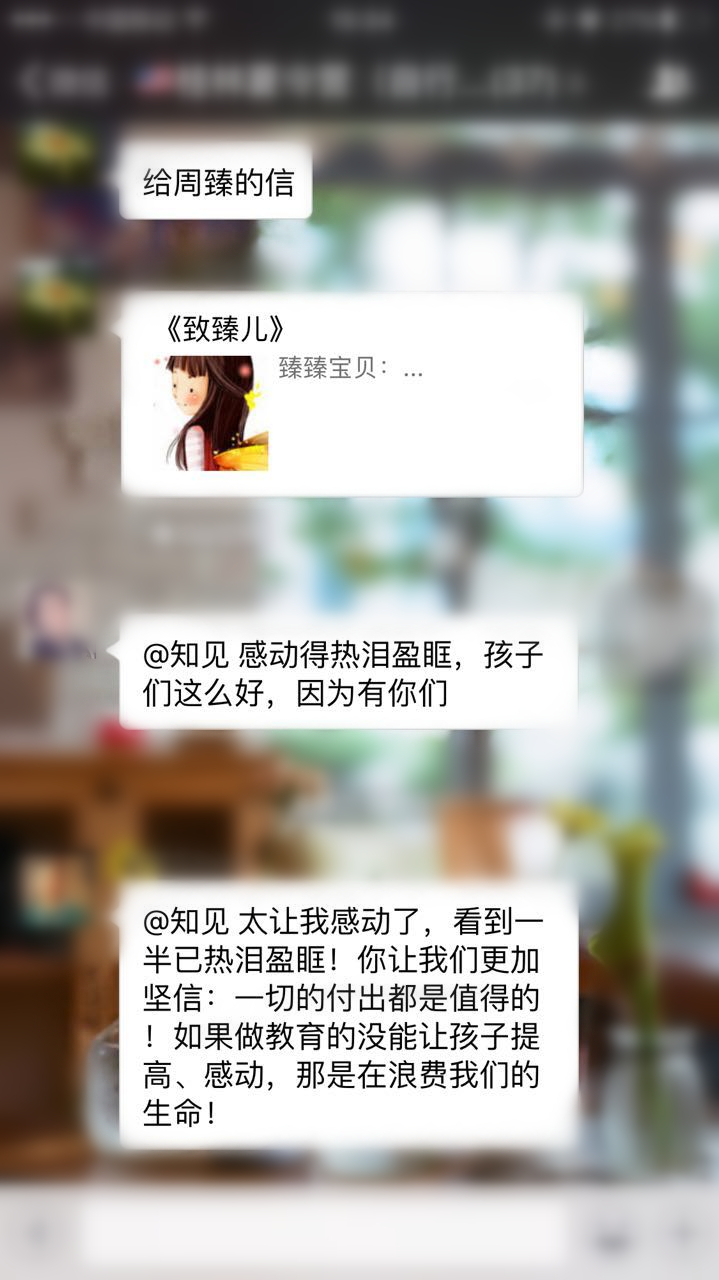 给周臻的信
《致臻儿》
臻臻宝贝：...
@知见 感动得热泪盈眶，孩子
们这么好，因为有你们
@知见 太让我感动了，看到一
半已热泪盈眶！你让我们更加
坚信：一切的付出都是值得的
！如果做教育的没能让孩子提
高、感动，那是在浪费我们的
生命！